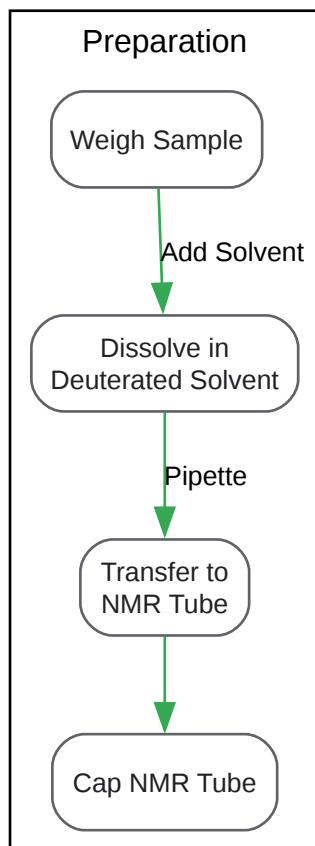 Preparation
Weigh Sample
Add Solvent
Dissolve in
Deuterated Solvent
Pipette
Transfer to
NMR Tube
Cap NMR Tube